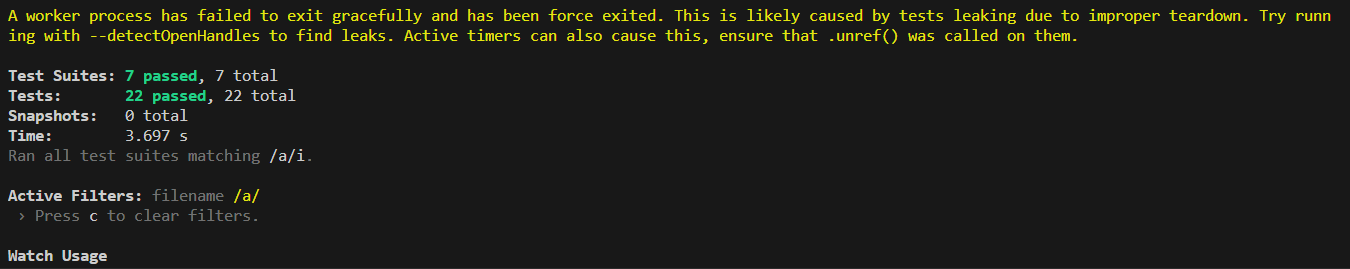 A worker process has failed to exit gracefully and has been force exited. This is likely caused by tests leaking due to improper teardown. Try runn
ing with --detectOpenHandles to find leaks. Active timers can also cause this, ensure that .unref() was called on them.
Test Suites: 7 passed, 7 total
Tests:       22 passed, 22 total
Snapshots:   0 total
Time:        3.697 s
Ran all test suites matching /a/i.
Active Filters: filename /a/
 › Press c to clear filters.
Watch Usage